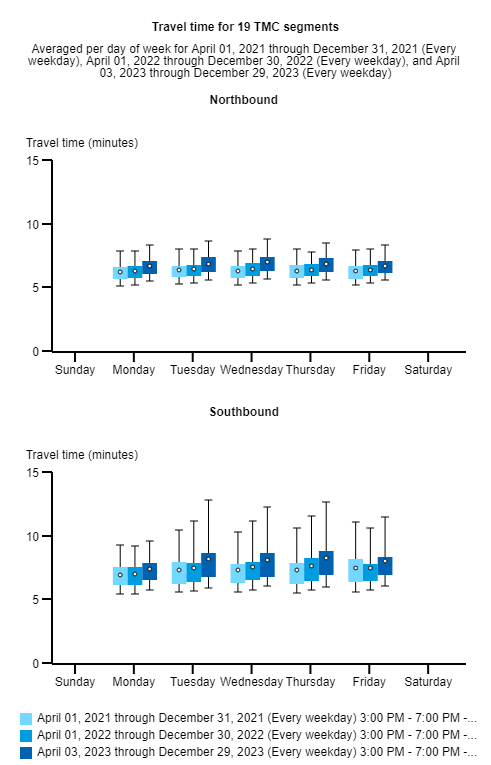 Travel time for 19 TMC segments
Averaged per day of week for April 01, 2021 through December 31, 2021 (Every
weekday), April 01, 2022 through December 30, 2022 (Every weekday), and April
03, 2023 through December 29, 2023 (Every weekday)
Northbound
Travel time (minutes)
15
10
5
0
Sunday Monday Tuesday Wednesday Thursday Friday Saturday
Southbound
Travel time (minutes)
15
10
5
0
Sunday Monday Tuesday Wednesday Thursday Friday Saturday
April 01, 2021 through December 31, 2021 (Every weekday) 3:00 PM - 7:00 PM -...
April 01, 2022 through December 30, 2022 (Every weekday) 3:00 PM - 7:00 PM -...
April 03, 2023 through December 29, 2023 (Every weekday) 3:00 PM - 7:00 PM -...